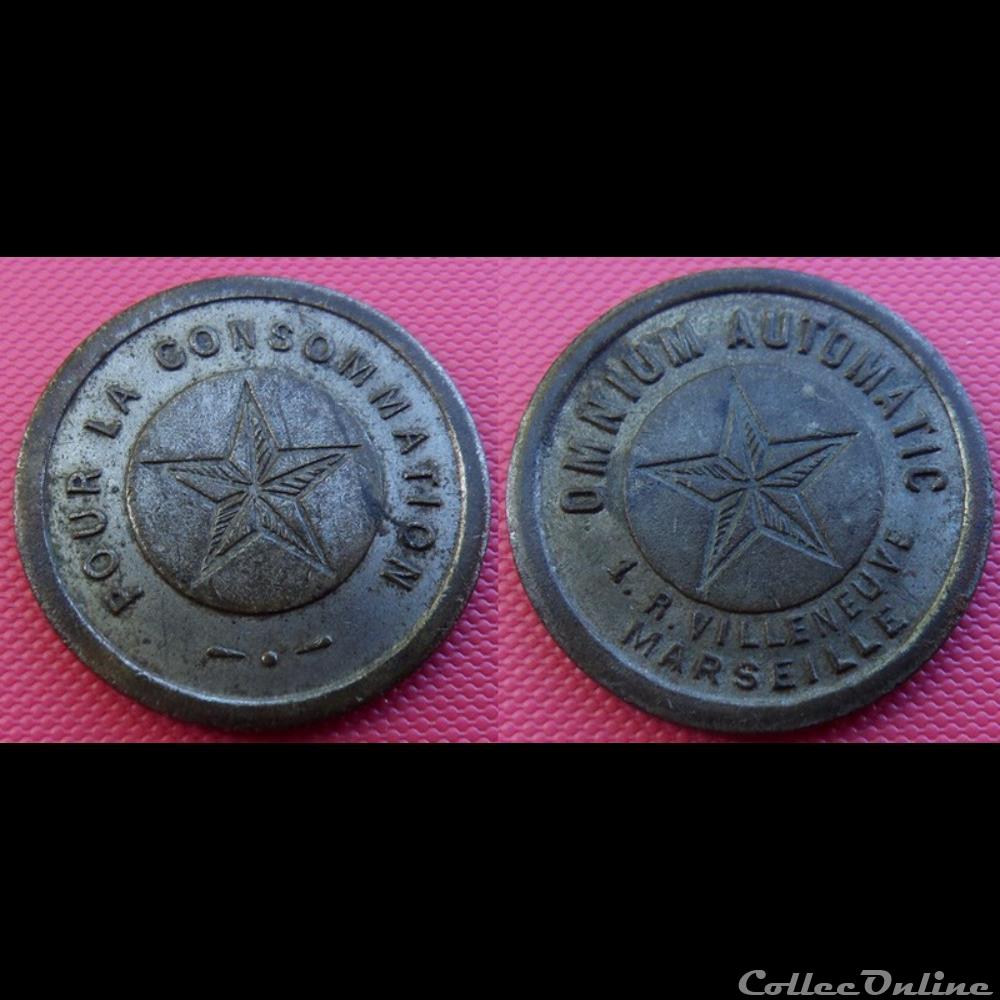 POUR LA CONSOMMATION
OMNIUM AUTOMATIC
1. R. VILLENEUVE
MARSEILLE
CollecOnline